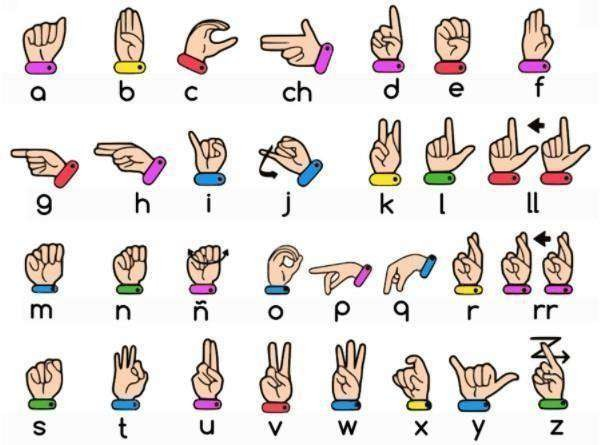 a b c ch d e f
g h i j k l ll
m n ñ o p q r rr
s t u v w x y z